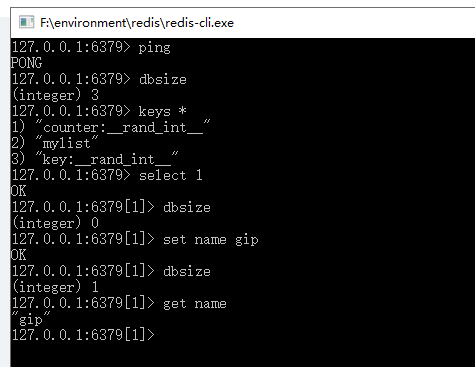 F:\environment\redis\redis-cli.exe
127.0.0.1:6379> ping
PONG
127.0.0.1:6379> dbsize
(integer) 3
127.0.0.1:6379> keys *
1) "counter:__rand_int__"
2) "mylist"
3) "key:__rand_int__"
127.0.0.1:6379> select 1
OK
127.0.0.1:6379[1]> dbsize
(integer) 0
127.0.0.1:6379[1]> set name gip
OK
127.0.0.1:6379[1]> dbsize
(integer) 1
127.0.0.1:6379[1]> get name
"gip"
127.0.0.1:6379[1]>